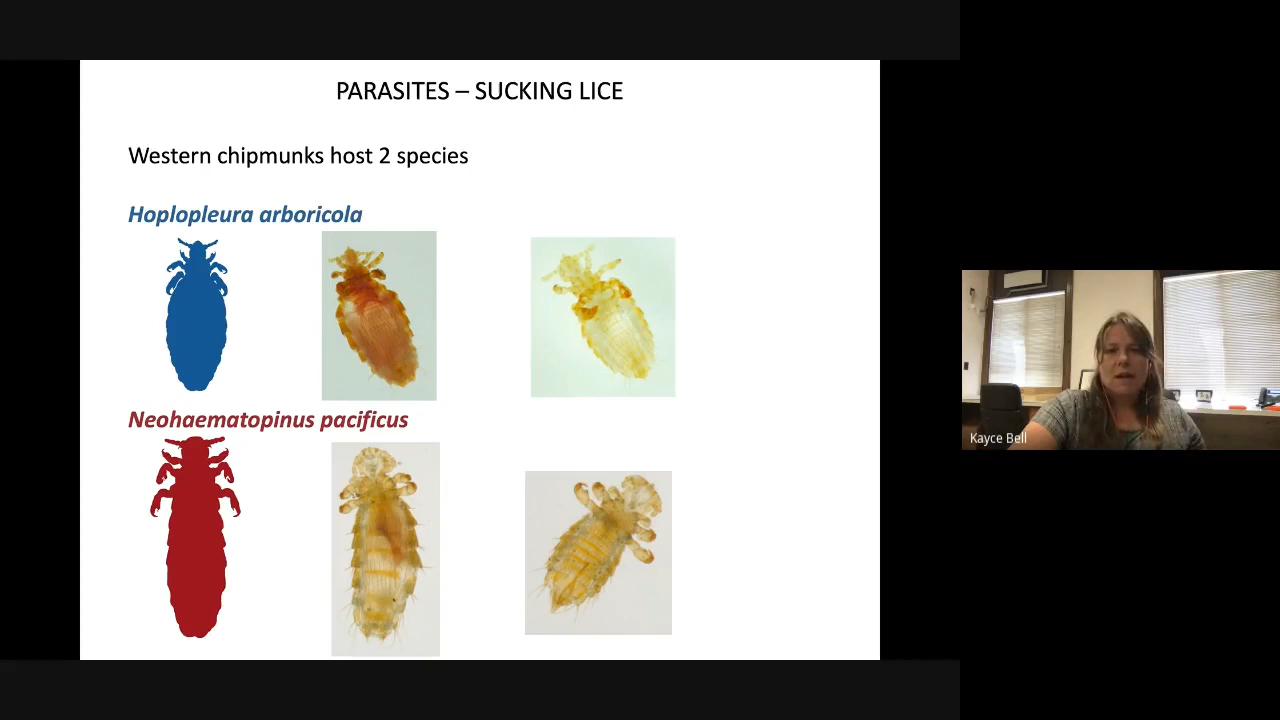 PARASITES – SUCKING LICE
Western chipmunks host 2 species
Hoplopleura arboricola
Neohaematopinus pacificus
Kayce Bell